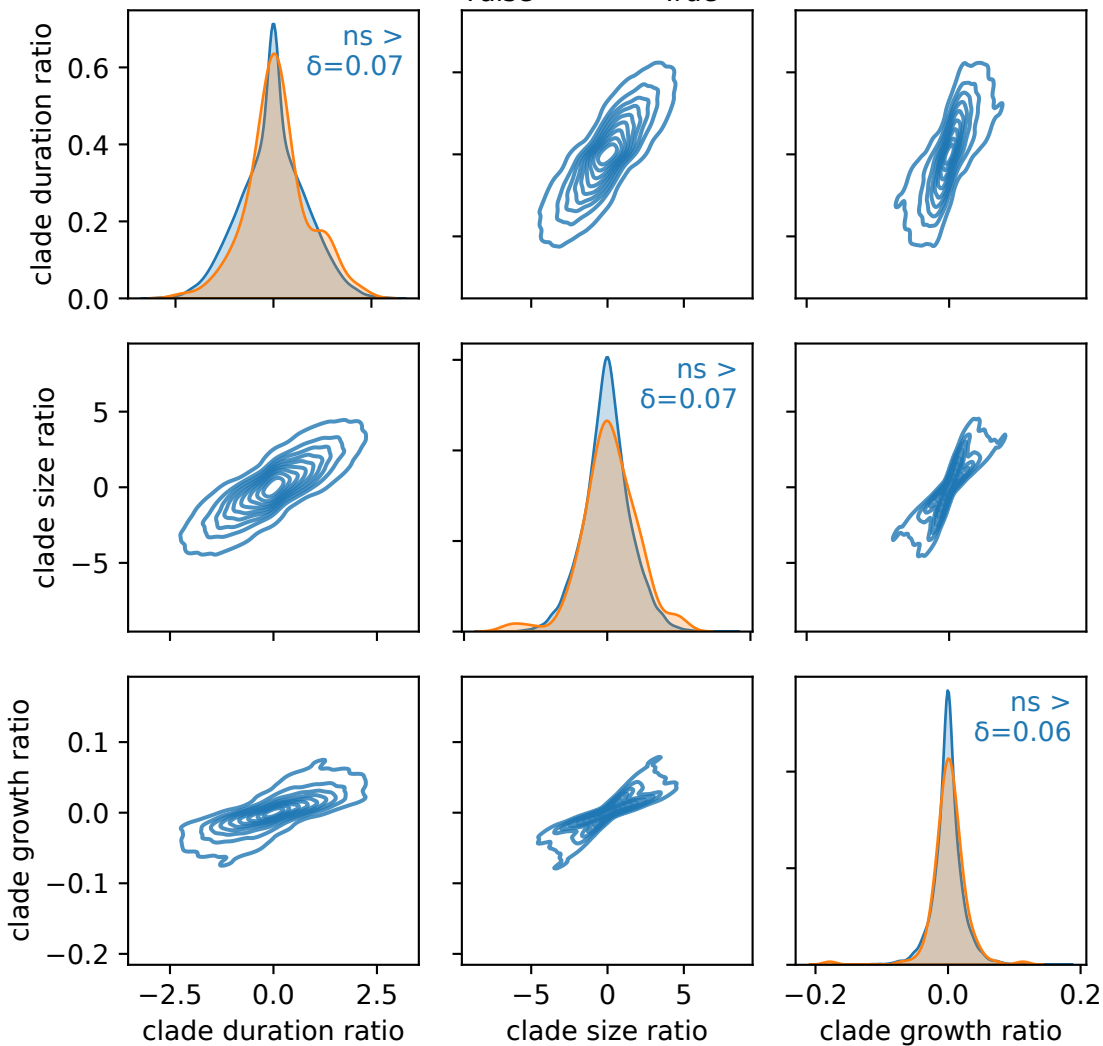 True
clade duration ratio
0.6
0.4
0.2
0.0
ns >
δ=0.07
clade size ratio
5
0
−5
ns >
δ=0.07
clade growth ratio
0.1
0.0
−0.1
−0.2
ns >
δ=0.06
−2.5
0.0
2.5
−5
0
5
−0.2
0.0
0.2
clade duration ratio
clade size ratio
clade growth ratio